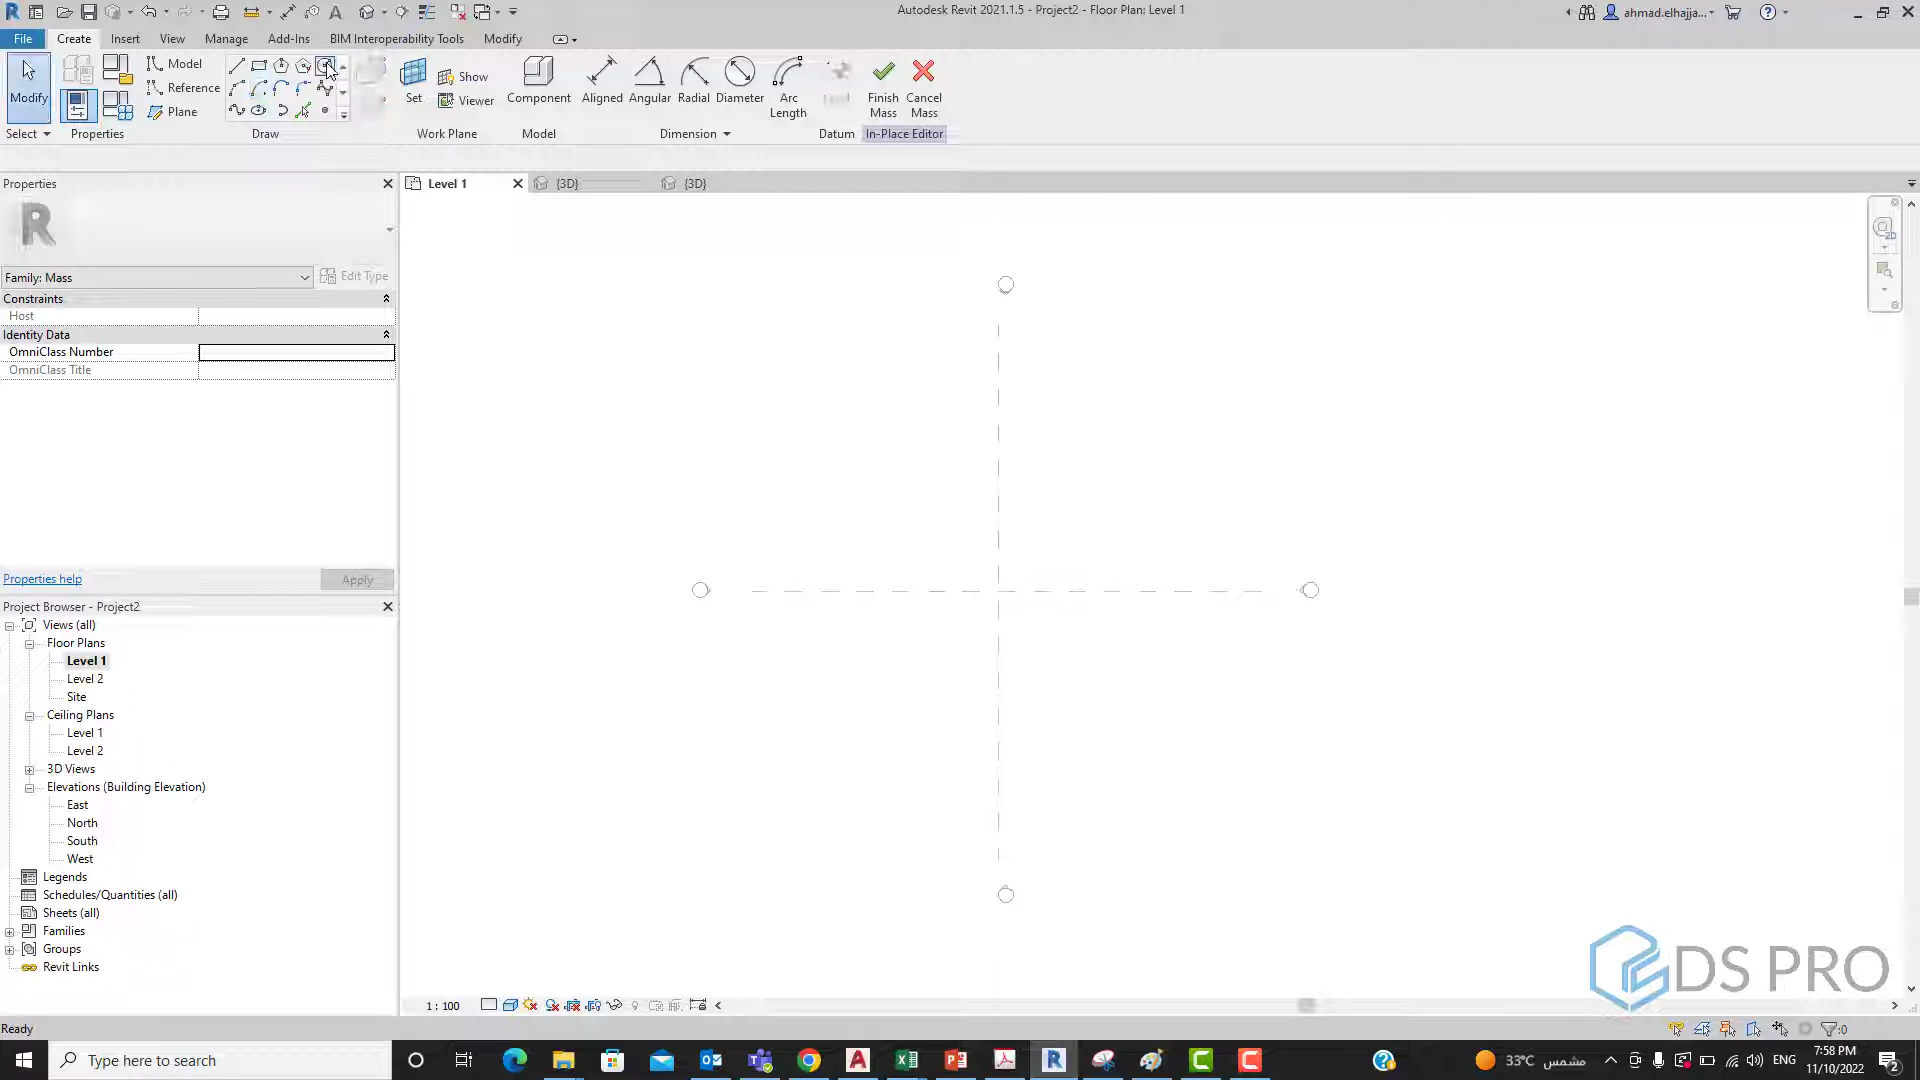 Autodesk Revit 2021.1.5 - Project2 - Floor Plan: Level 1
ahmad.elhajja...
File Create Insert View Manage Add-Ins BIM Interoperability Tools Modify
Modify
Model
Reference
Plane
Set
Show
Viewer
Component
Aligned Angular Radial Diameter Arc Length
Finish Mass
Cancel Mass
Select Properties Draw Work Plane Model Dimension Datum In-Place Editor
Properties
Level 1 {3D} {3D}
Family: Mass
Edit Type
Constraints
Host
Identity Data
OmniClass Number
OmniClass Title
Properties help
Apply
Project Browser - Project2
Views (all)
Floor Plans
Level 1
Level 2
Site
Ceiling Plans
Level 1
Level 2
3D Views
Elevations (Building Elevation)
East
North
South
West
Legends
Schedules/Quantities (all)
Sheets (all)
Families
Groups
Revit Links
DS PRO
1 : 100
Ready
:0
Type here to search
33°C مشمس
ENG
7:58 PM
11/10/2022
2